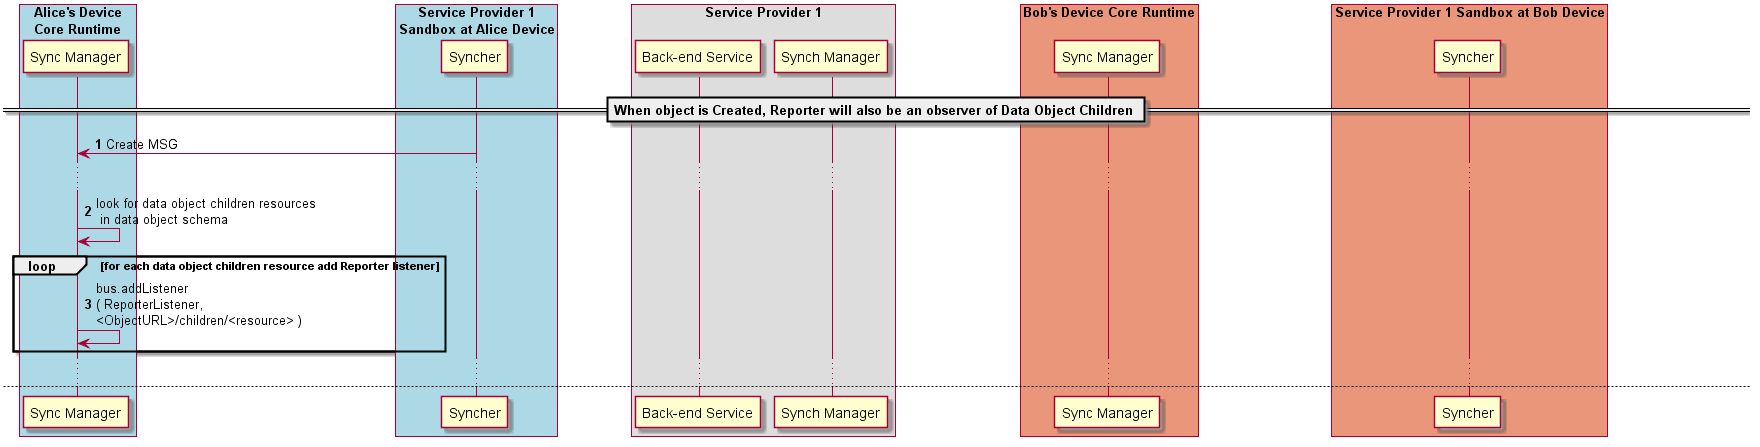 Alice's Device
Core Runtime
Service Provider 1
Sandbox at Alice Device
Service Provider 1
Bob's Device Core Runtime
Service Provider 1 Sandbox at Bob Device
Sync Manager
Syncher
Back-end Service
Synch Manager
Sync Manager
Syncher
When object is Created, Reporter will also be an observer of Data Object Children
1 Create MSG
2 look for data object children resources
in data object schema
loop [for each data object children resource add Reporter listener]
bus.addListener
3 ( ReporterListener,
<ObjectURL>/children/<resource> )
Sync Manager
Syncher
Back-end Service
Synch Manager
Sync Manager
Syncher